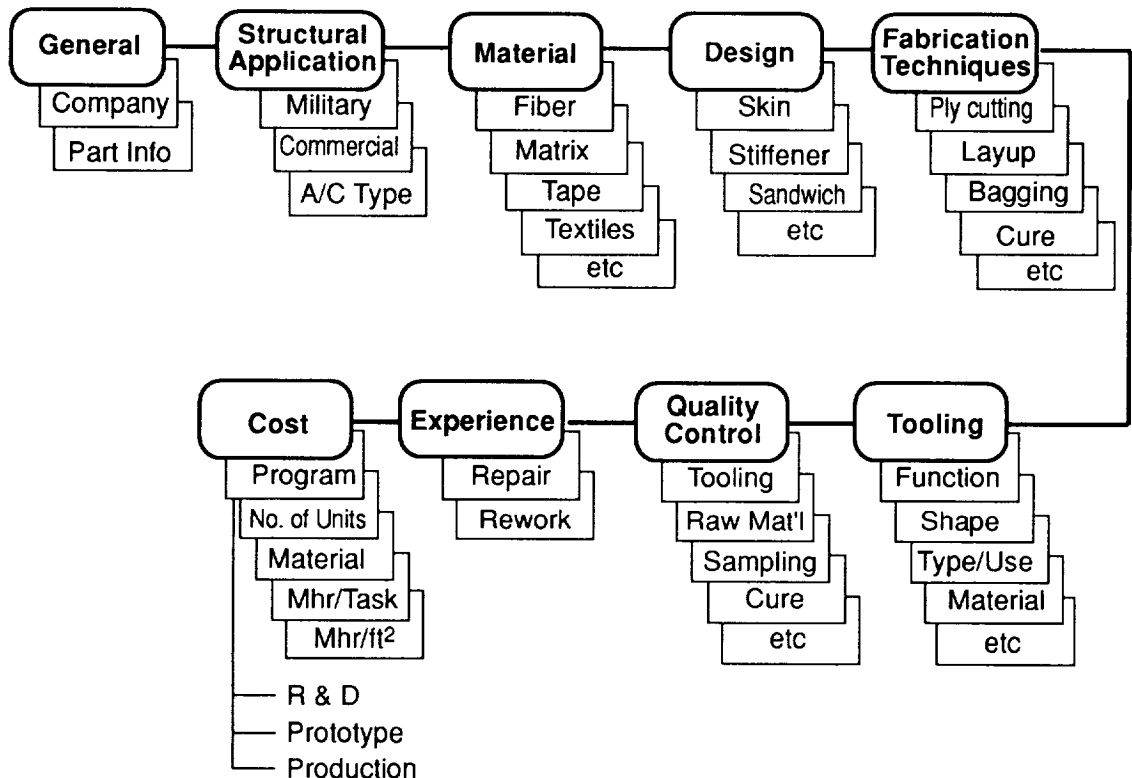 General
Company
Part Info
Structural
Application
Military
Commercial
A/C Type
Material
Fiber
Matrix
Tape
Textiles
etc
Design
Skin
Stiffener
Sandwich
etc
Fabrication
Techniques
Ply cutting
Layup
Bagging
Cure
etc
Cost
Program
No. of Units
Material
Mhr/Task
Mhr/ft²
R & D
Prototype
Production
Experience
Repair
Rework
Quality
Control
Tooling
Raw Mat'l
Sampling
Cure
etc
Tooling
Function
Shape
Type/Use
Material
etc